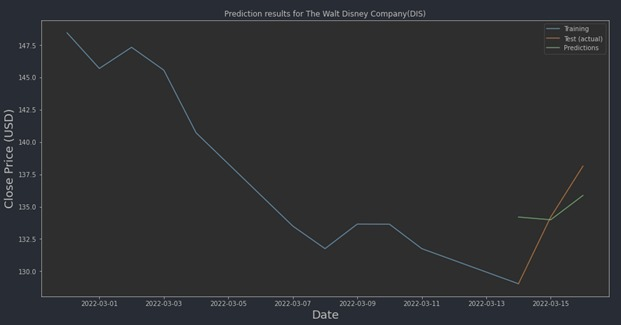 Prediction results for The Walt Disney Company(DIS)
Training
Test (actual)
Predictions
Close Price (USD)
147.5
145.0
142.5
140.0
137.5
135.0
132.5
130.0
2022-03-01 2022-03-03 2022-03-05 2022-03-07 2022-03-09 2022-03-11 2022-03-13 2022-03-15
Date